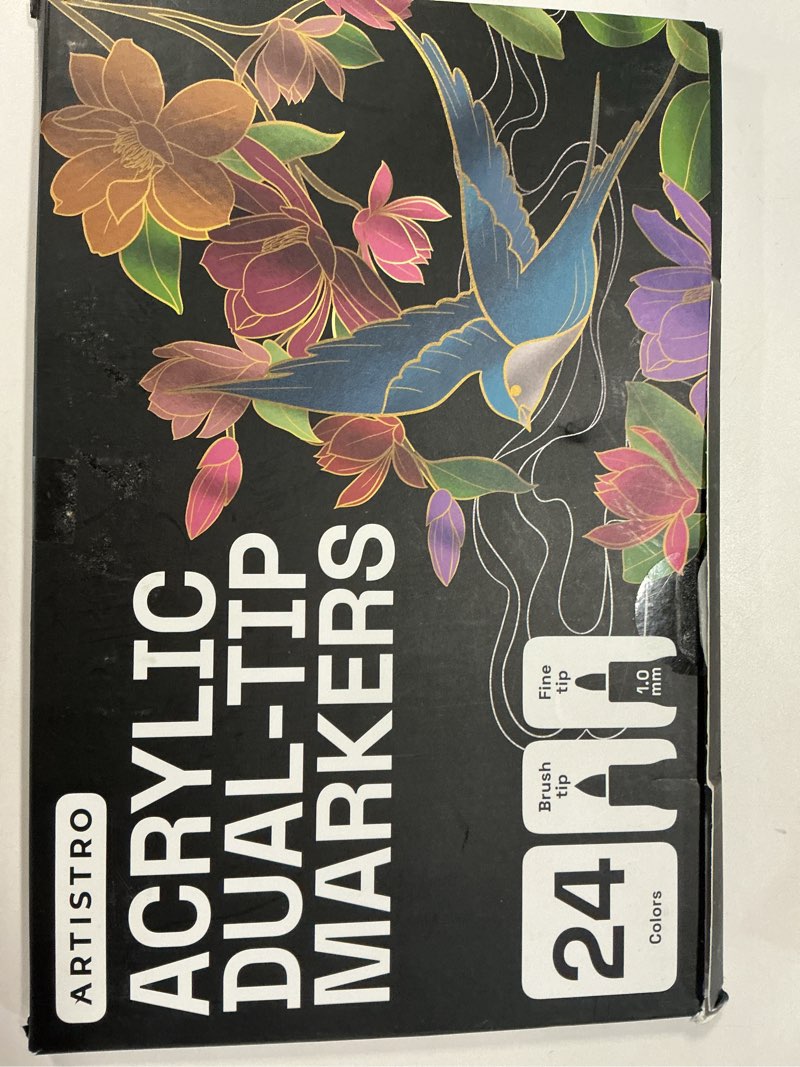 ARTISTRO
ACRYLIC
DUAL-TIP
MARKERS
24
Colors
Brush
tip
Fine
tip
1.0
mm